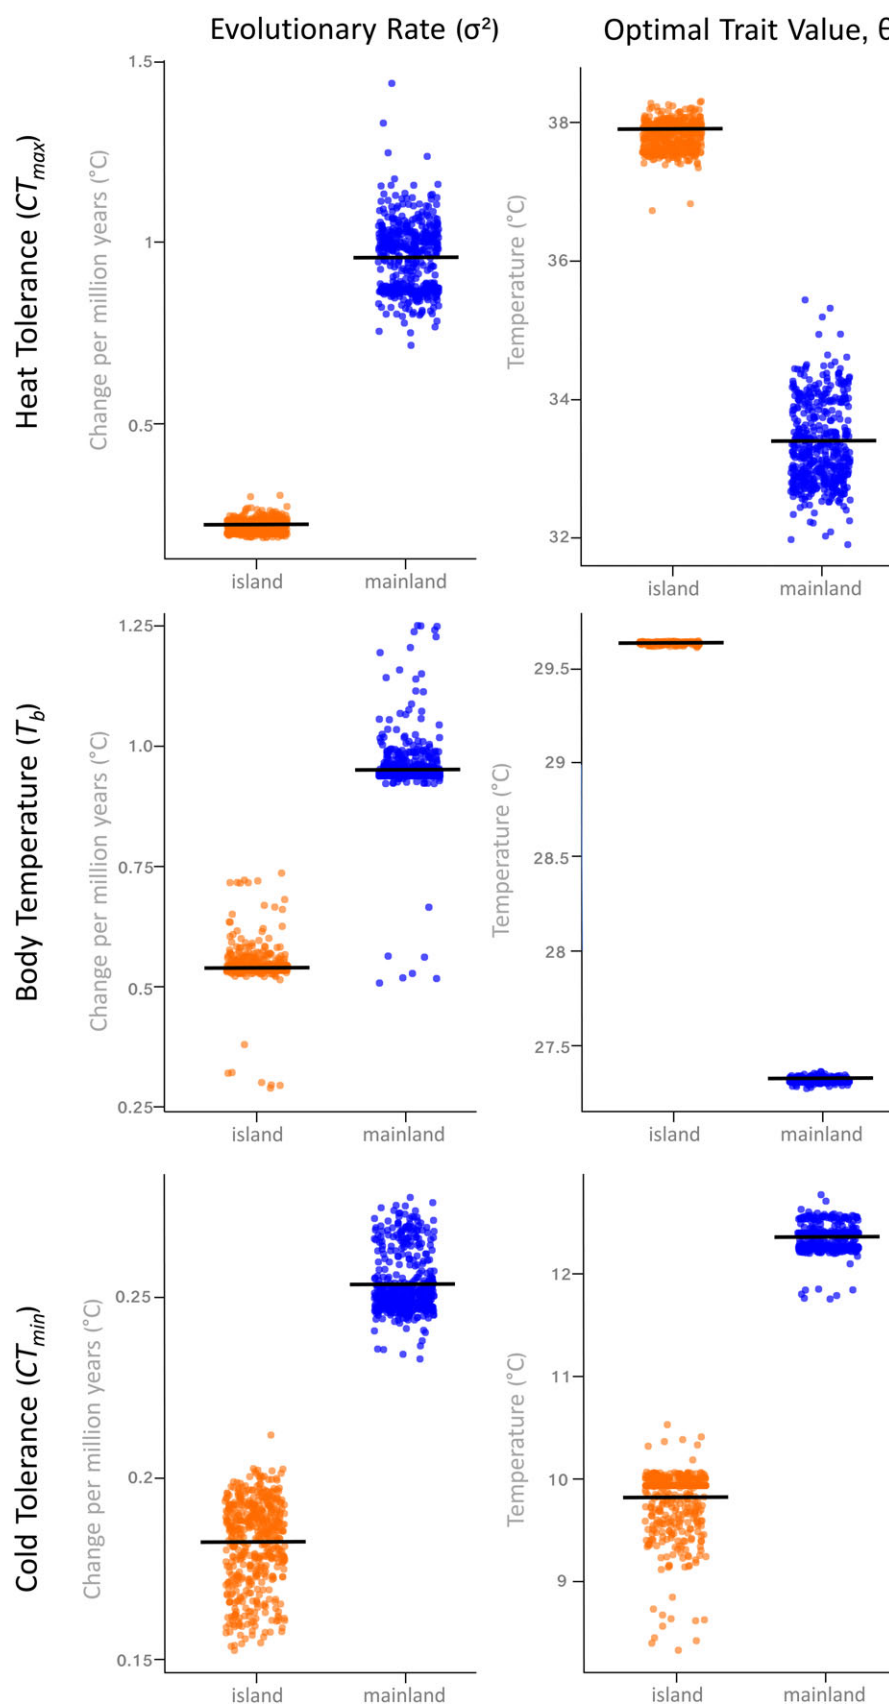 Evolutionary Rate (σ²)
Optimal Trait Value, θ
Heat Tolerance (CTmax)
Change per million years (°C)
1.5
1
0.5
island
mainland
Temperature (°C)
38
36
34
32
island
mainland
Body Temperature (Tb)
Change per million years (°C)
1.25
1.0
0.75
0.5
0.25
island
mainland
Temperature (°C)
29.5
29
28.5
28
27.5
island
mainland
Cold Tolerance (CTmin)
Change per million years (°C)
0.25
0.2
0.15
island
mainland
Temperature (°C)
12
11
10
9
island
mainland